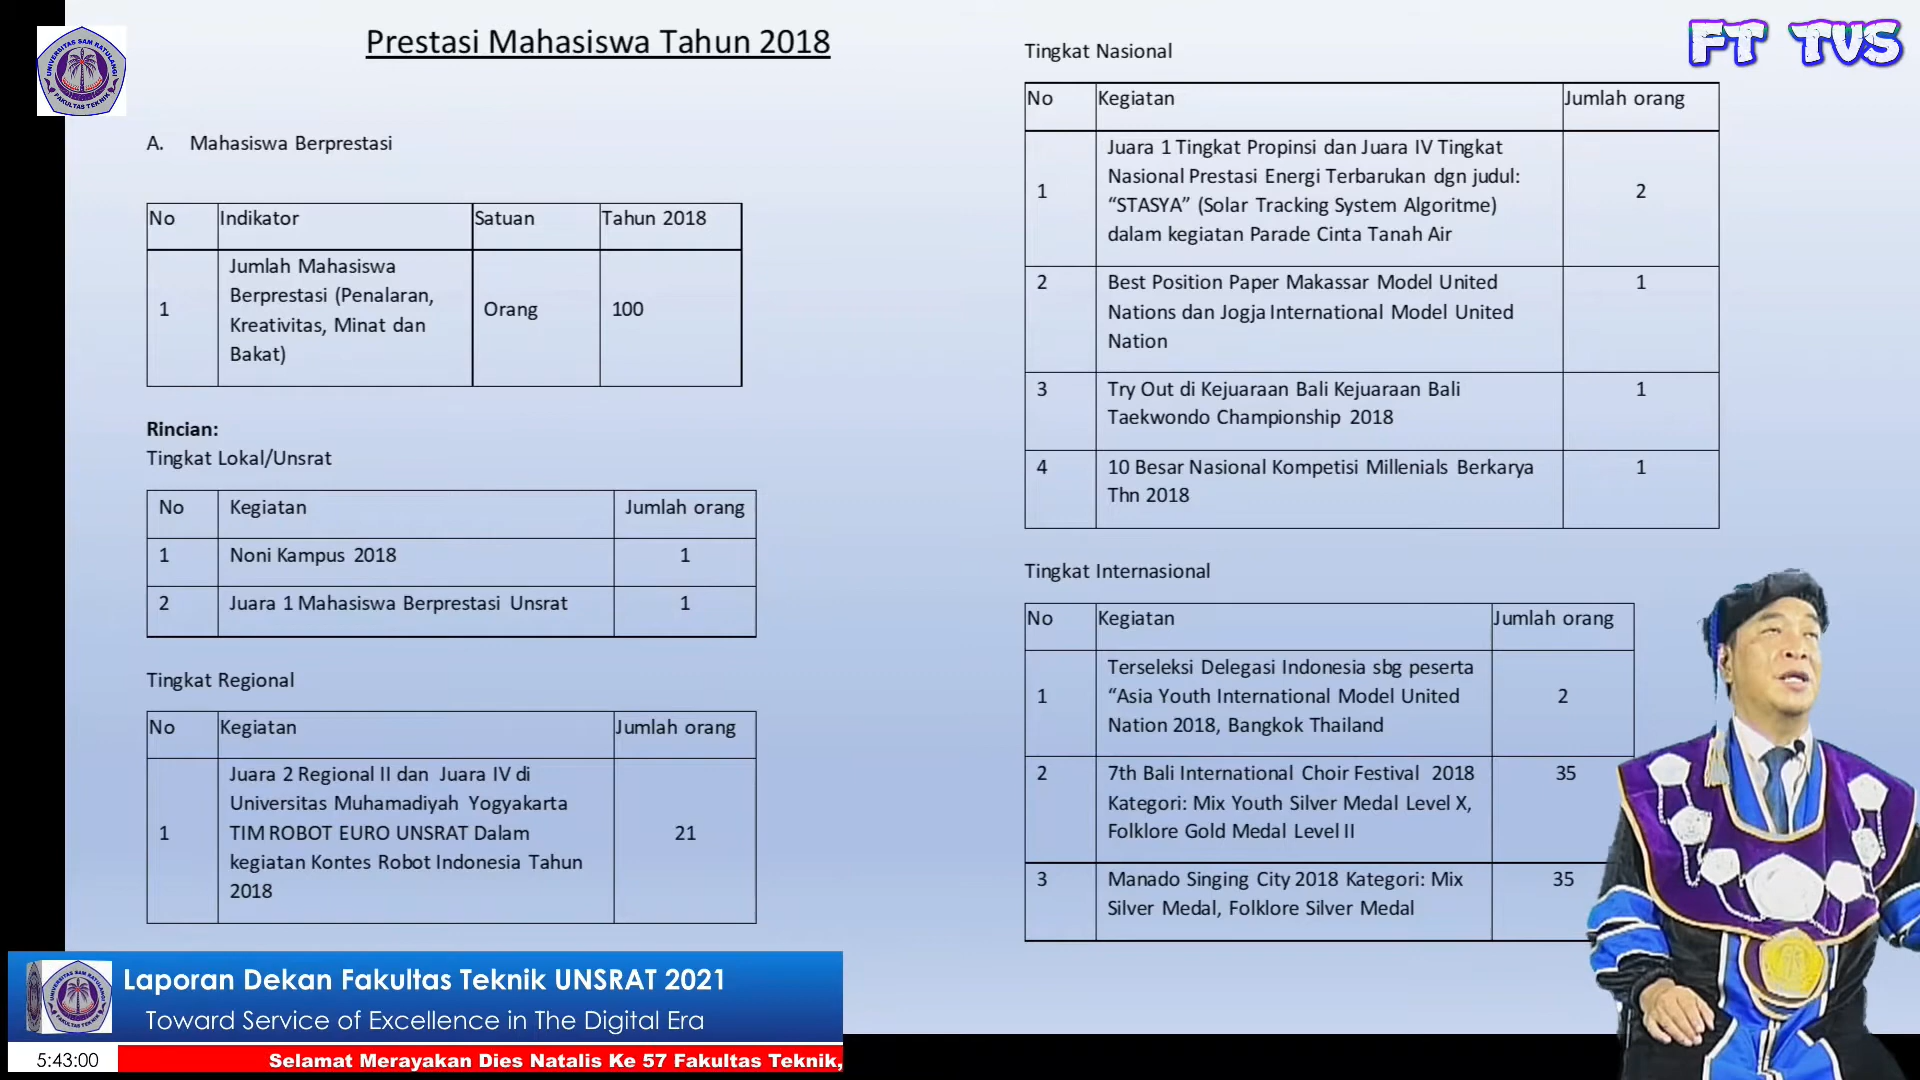 UNIVERSITAS SAM RATULANGI
FAKULTAS TEKNIK
Prestasi Mahasiswa Tahun 2018
A. Mahasiswa Berprestasi
No Indikator Satuan Tahun 2018
Jumlah Mahasiswa
Berprestasi (Penalaran,
1 Orang 100
Kreativitas, Minat dan
Bakat)
Rincian:
Tingkat Lokal/Unsrat
No Kegiatan Jumlah orang
1 Noni Kampus 2018 1
2 Juara 1 Mahasiswa Berprestasi Unsrat 1
Tingkat Regional
No Kegiatan Jumlah orang
Juara 2 Regional II dan Juara IV di
Universitas Muhamadiyah Yogyakarta
1 TIM ROBOT EURO UNSRAT Dalam 21
kegiatan Kontes Robot Indonesia Tahun
2018
Tingkat Nasional
No Kegiatan Jumlah orang
Juara 1 Tingkat Propinsi dan Juara IV Tingkat
1 Nasional Prestasi Energi Terbarukan dgn judul: 2
“STASYA” (Solar Tracking System Algoritme)
dalam kegiatan Parade Cinta Tanah Air
2 Best Position Paper Makassar Model United 1
Nations dan Jogja International Model United
Nation
3 Try Out di Kejuaraan Bali Kejuaraan Bali 1
Taekwondo Championship 2018
4 10 Besar Nasional Kompetisi Millenials Berkarya 1
Thn 2018
Tingkat Internasional
No Kegiatan Jumlah orang
Terseleksi Delegasi Indonesia sbg peserta
1 “Asia Youth International Model United 2
Nation 2018, Bangkok Thailand
2 7th Bali International Choir Festival 2018 35
Kategori: Mix Youth Silver Medal Level X,
Folklore Gold Medal Level II
3 Manado Singing City 2018 Kategori: Mix 35
Silver Medal, Folklore Silver Medal
FT TVS
Laporan Dekan Fakultas Teknik UNSRAT 2021
Toward Service of Excellence in The Digital Era
5:43:00 Selamat Merayakan Dies Natalis Ke 57 Fakultas Teknik,